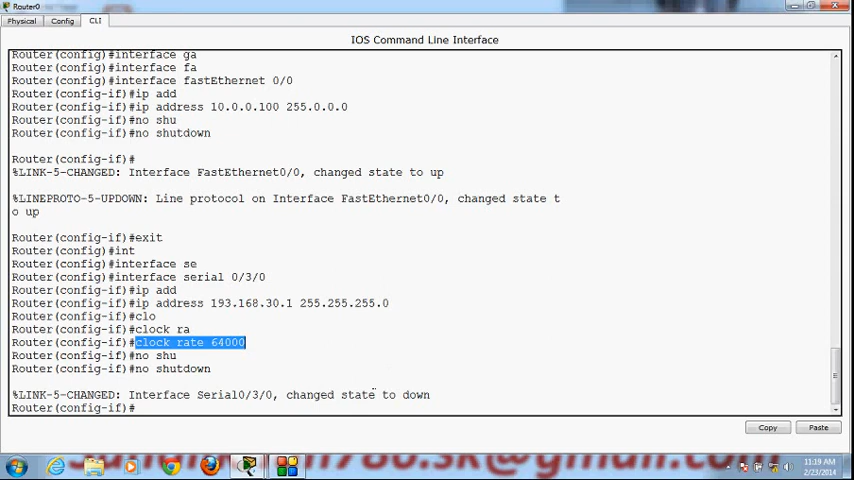 Router0
Physical Config CLI
IOS Command Line Interface
Router(config)#interface ga
Router(config)#interface fa
Router(config)#interface fastEthernet 0/0
Router(config-if)#ip add
Router(config-if)#ip address 10.0.0.100 255.0.0.0
Router(config-if)#no shu
Router(config-if)#no shutdown
Router(config-if)#
%LINK-5-CHANGED: Interface FastEthernet0/0, changed state to up
%LINEPROTO-5-UPDOWN: Line protocol on Interface FastEthernet0/0, changed state t
o up
Router(config-if)#exit
Router(config)#int
Router(config)#interface se
Router(config)#interface serial 0/3/0
Router(config-if)#ip add
Router(config-if)#ip address 193.168.30.1 255.255.255.0
Router(config-if)#clo
Router(config-if)#clock ra
Router(config-if)#clock rate 64000
Router(config-if)#no shu
Router(config-if)#no shutdown
%LINK-5-CHANGED: Interface Serial0/3/0, changed state to down
Router(config-if)#
Copy Paste
11:19 AM
2/23/2014